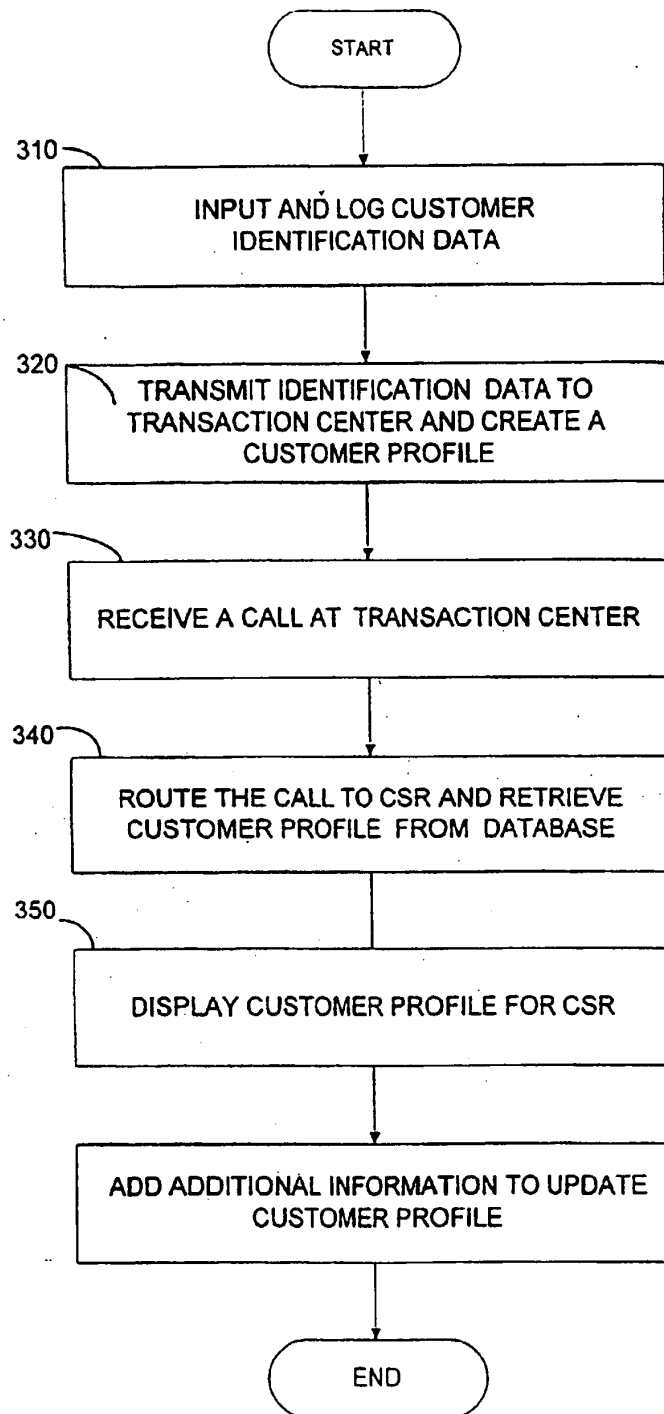 START
310
INPUT AND LOG CUSTOMER
IDENTIFICATION DATA
320
TRANSMIT IDENTIFICATION DATA TO
TRANSACTION CENTER AND CREATE A
CUSTOMER PROFILE
330
RECEIVE A CALL AT TRANSACTION CENTER
340
ROUTE THE CALL TO CSR AND RETRIEVE
CUSTOMER PROFILE FROM DATABASE
350
DISPLAY CUSTOMER PROFILE FOR CSR
ADD ADDITIONAL INFORMATION TO UPDATE
CUSTOMER PROFILE
END